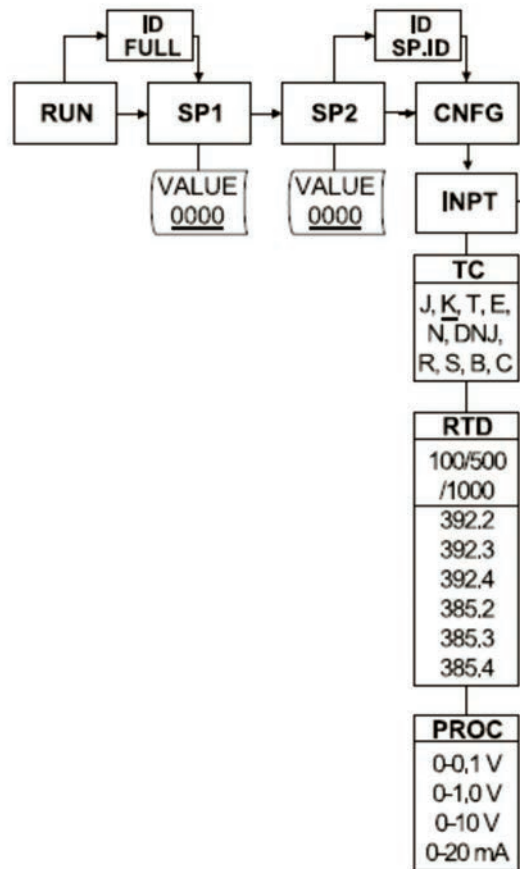 ID
FULL
ID
SP.ID
RUN
SP1
SP2
CNFG
VALUE
0000
VALUE
0000
INPT
TC
J, K, T, E,
N, DNJ,
R, S, B, C
RTD
100/500
/1000
392.2
392.3
392.4
385.2
385.3
385.4
PROC
0-0,1 V
0-1,0 V
0-10 V
0-20 mA